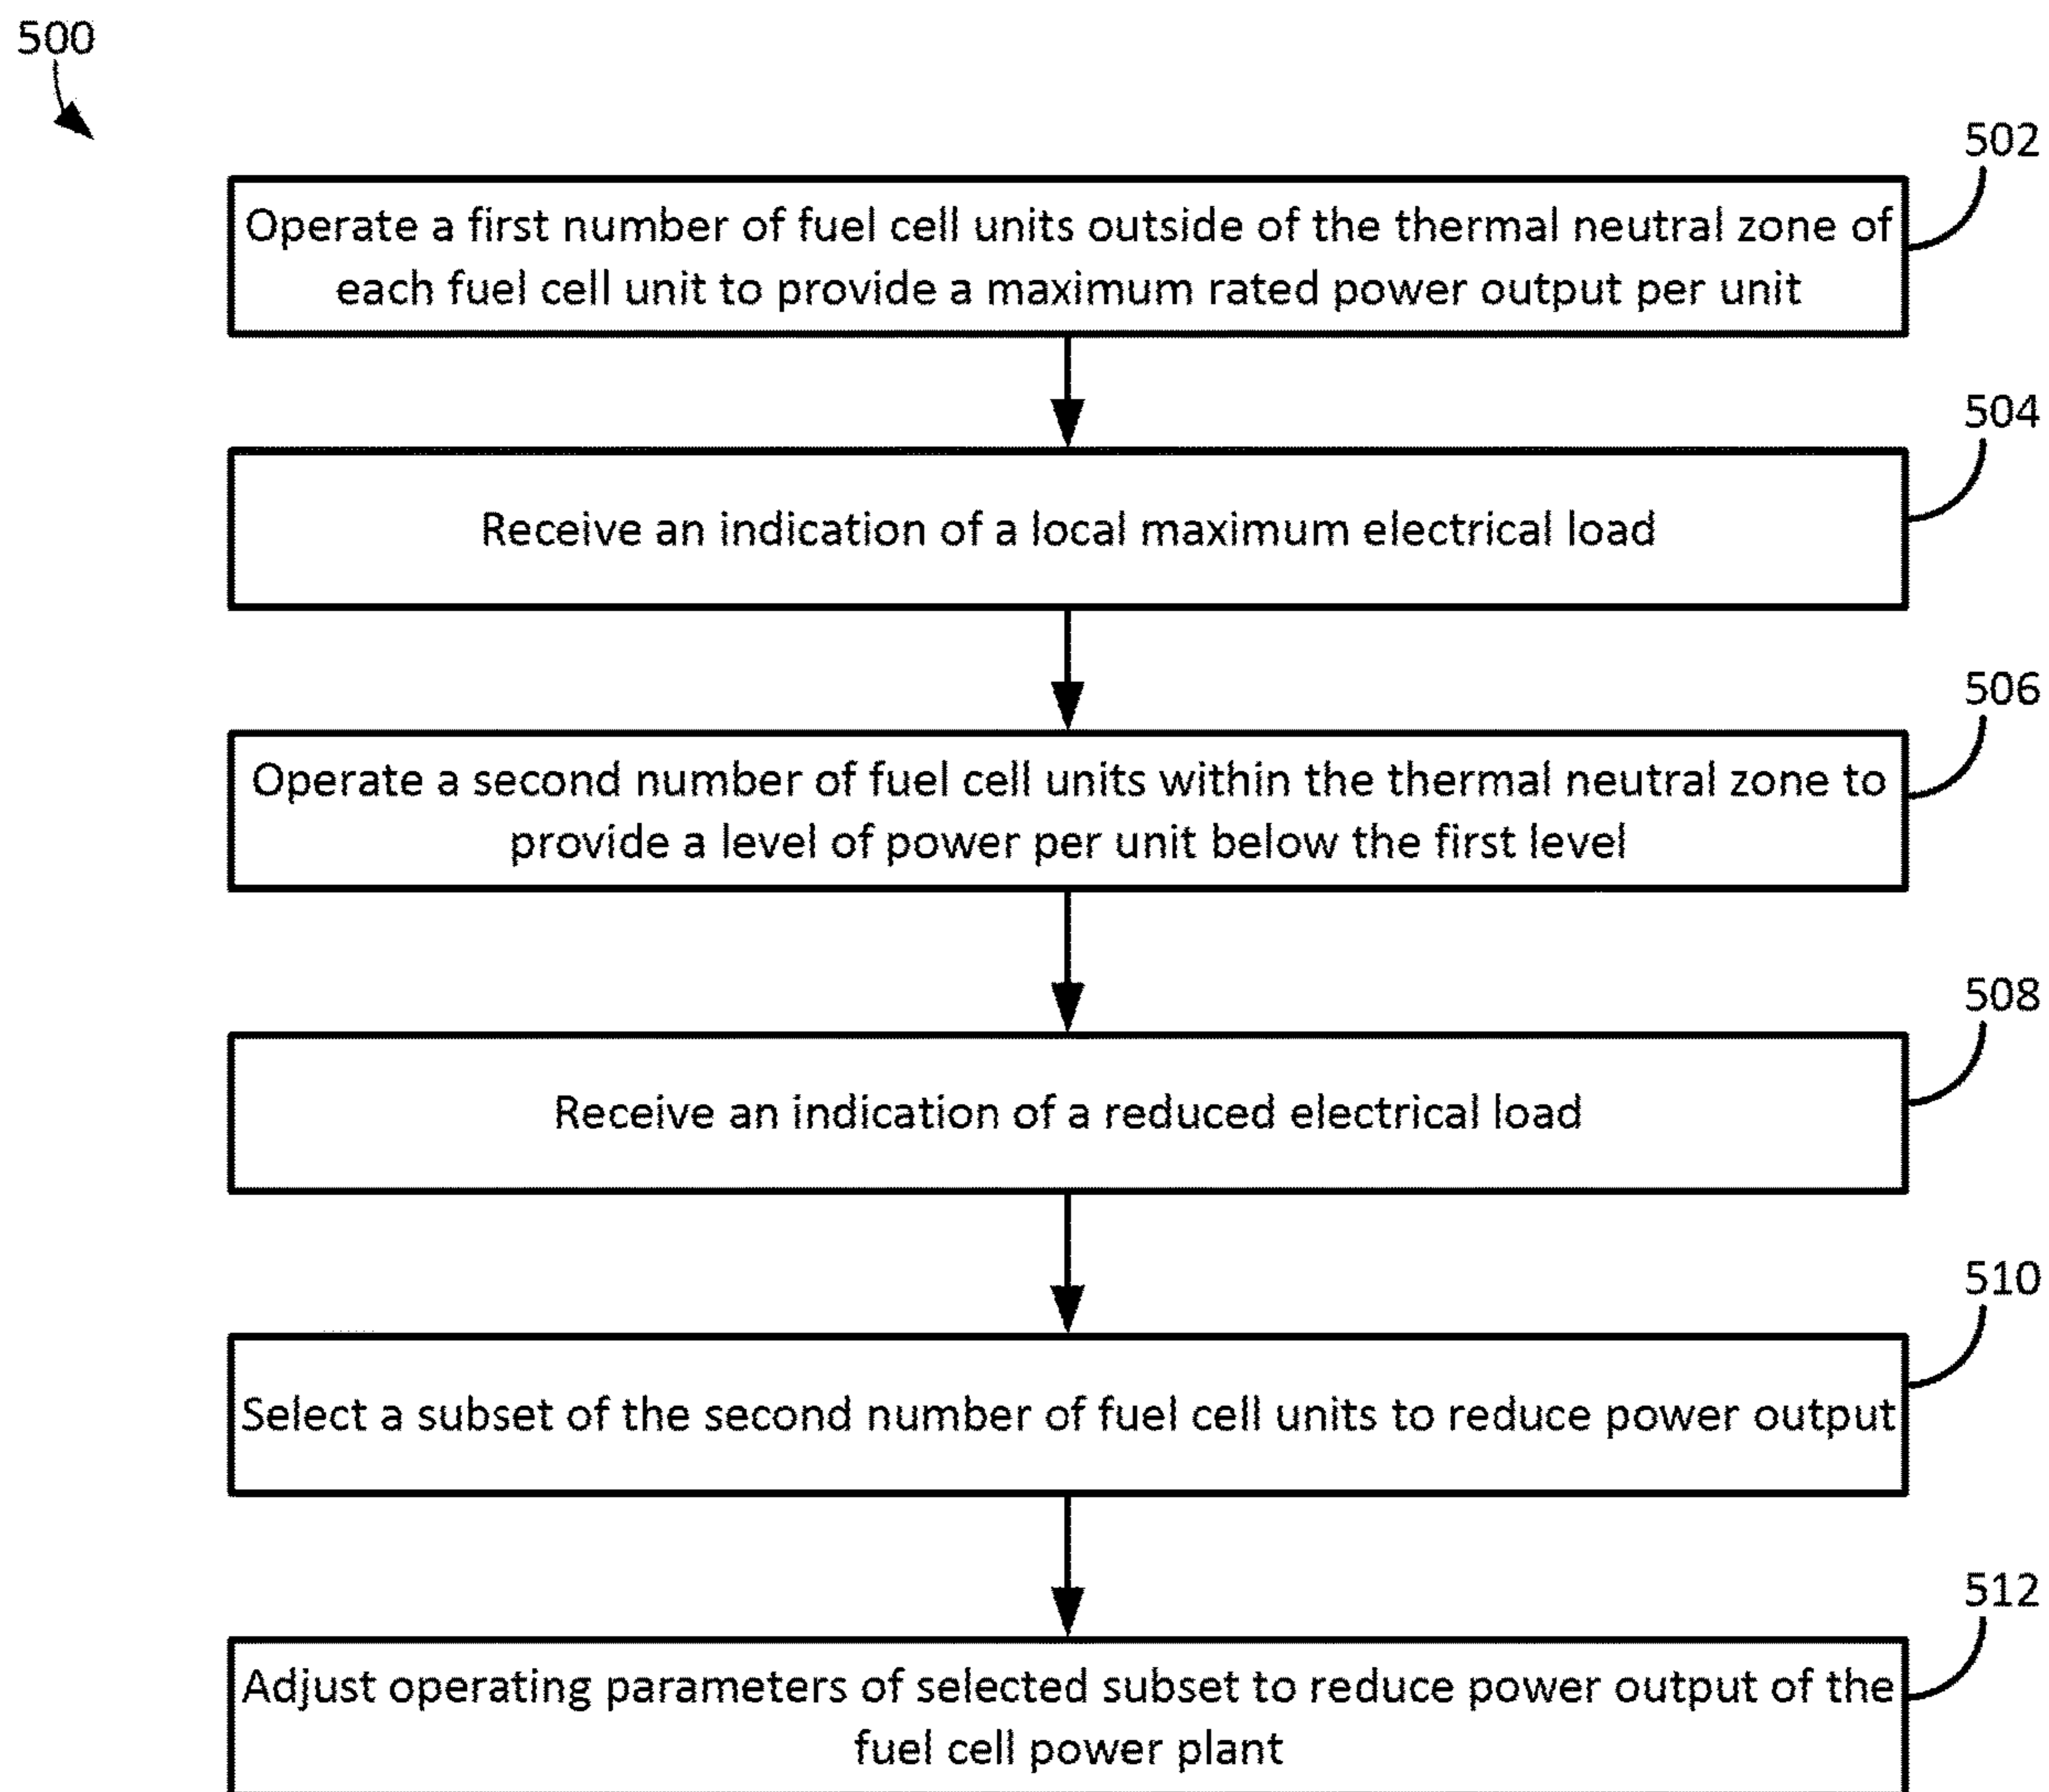 500
502
Operate a first number of fuel cell units outside of the thermal neutral zone of
each fuel cell unit to provide a maximum rated power output per unit
504
Receive an indication of a local maximum electrical load
506
Operate a second number of fuel cell units within the thermal neutral zone to
provide a level of power per unit below the first level
508
Receive an indication of a reduced electrical load
510
Select a subset of the second number of fuel cell units to reduce power output
512
Adjust operating parameters of selected subset to reduce power output of the
fuel cell power plant